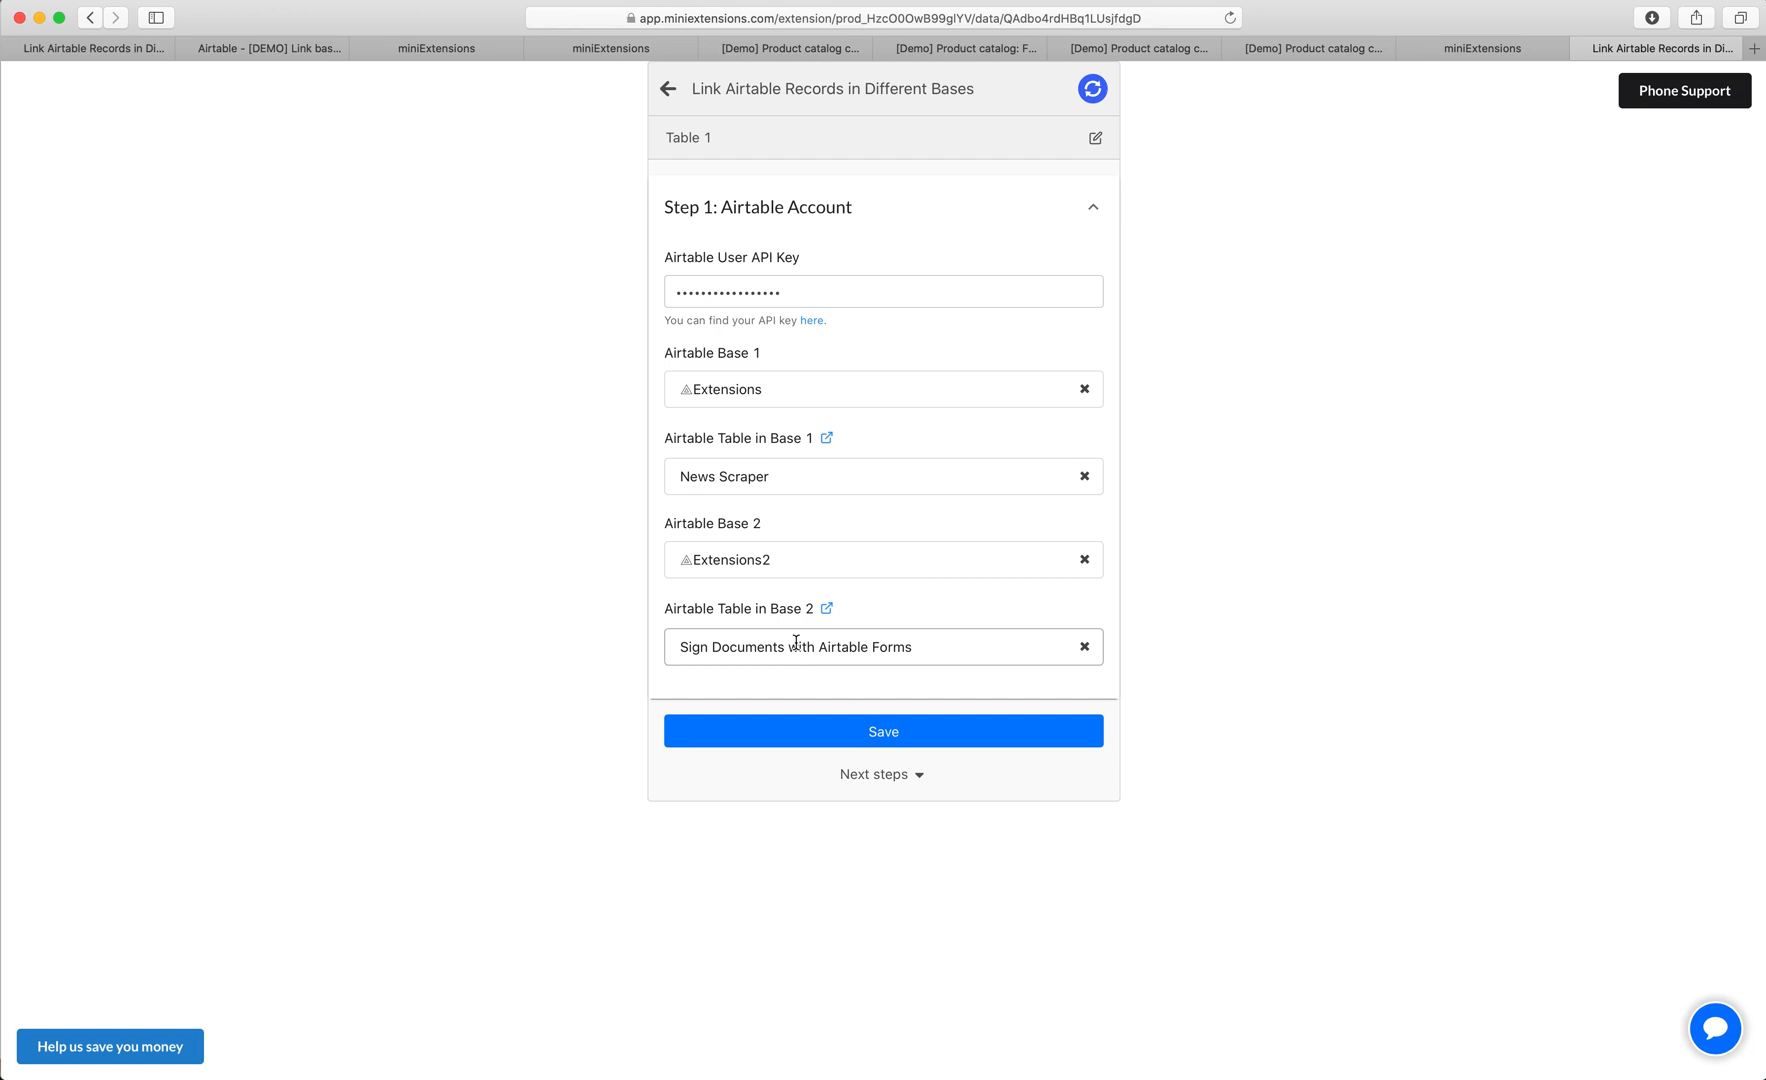 app.miniextensions.com/extension/prod_HzcO0OwB99glYV/data/QAdbo4rdHBq1LUsjfdgD
Link Airtable Records in Di...
Airtable - [DEMO] Link bas...
miniExtensions
miniExtensions
[Demo] Product catalog c...
[Demo] Product catalog: F...
[Demo] Product catalog c...
[Demo] Product catalog c...
miniExtensions
Link Airtable Records in Di...
Link Airtable Records in Different Bases
Phone Support
Table 1
Step 1: Airtable Account
Airtable User API Key
•••••••••••••••••
You can find your API key here.
Airtable Base 1
Extensions
Airtable Table in Base 1
News Scraper
Airtable Base 2
Extensions2
Airtable Table in Base 2
Sign Documents with Airtable Forms
Save
Next steps
Help us save you money